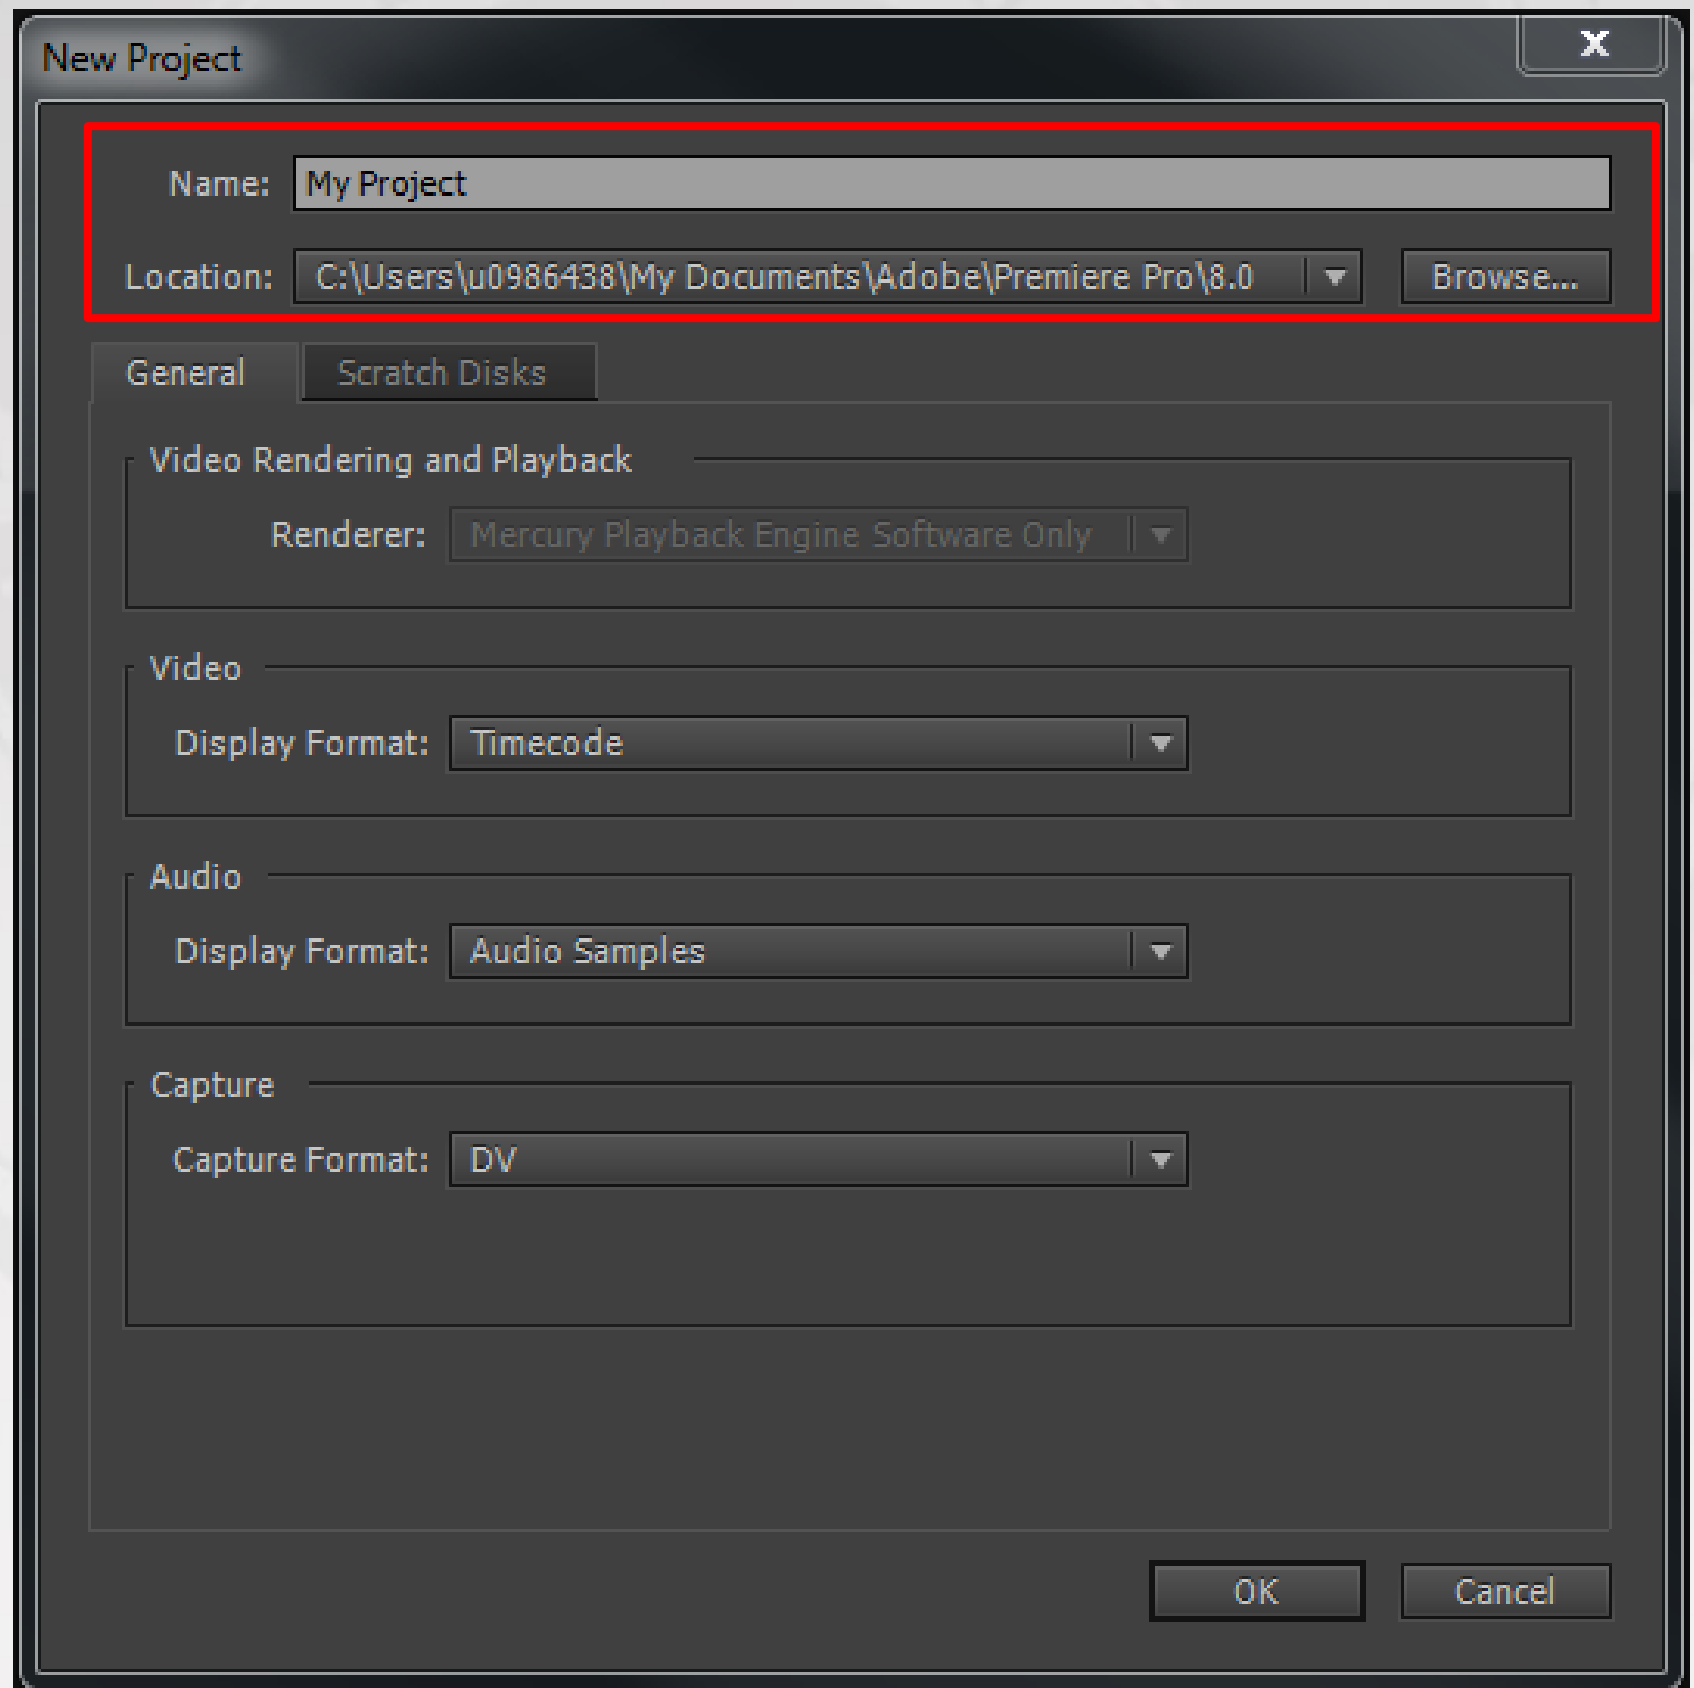 New Project
x
Name: My Project
Location: C:\Users\u0986438\My Documents\Adobe\Premiere Pro\8.0 Browse...
General Scratch Disks
Video Rendering and Playback
Renderer: Mercury Playback Engine Software Only
Video
Display Format: Timecode
Audio
Display Format: Audio Samples
Capture
Capture Format: DV
OK Cancel